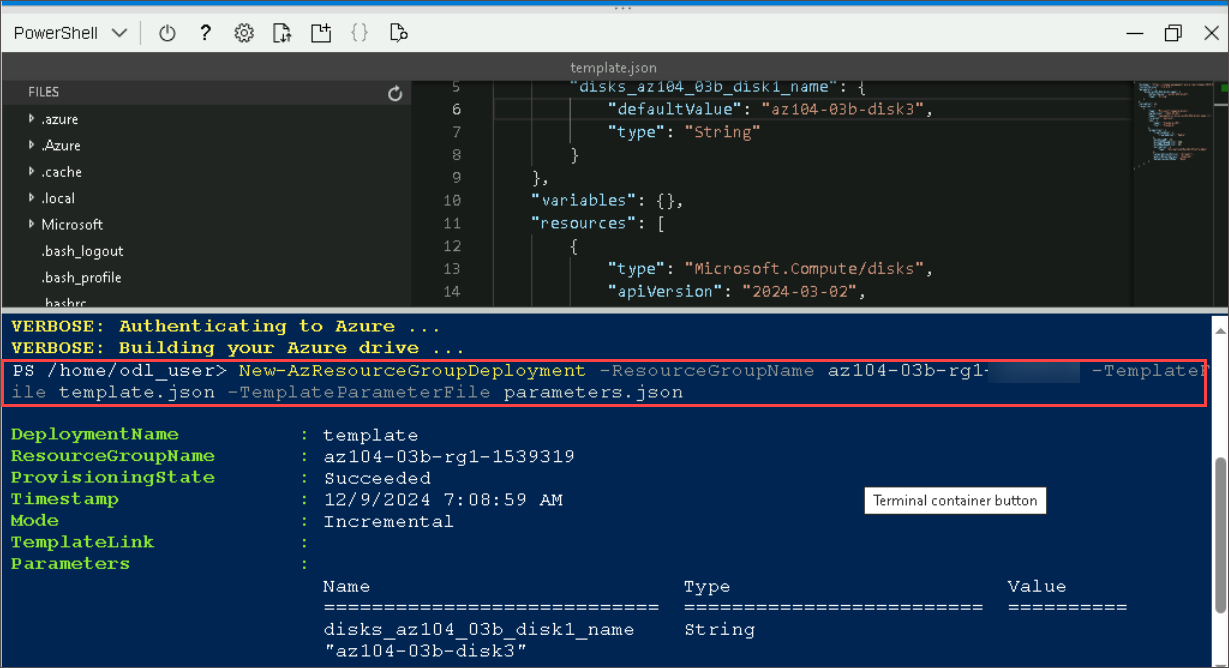 PowerShell
?
{ }
template.json
FILES
.azure
.Azure
.cache
.local
Microsoft
.bash_logout
.bash_profile
.bashrc
5 "disks_az104_03b_disk1_name": {
6 "defaultValue": "az104-03b-disk3",
7 "type": "String"
8 }
9 },
10 "variables": {},
11 "resources": [
12 {
13 "type": "Microsoft.Compute/disks",
14 "apiVersion": "2024-03-02",
VERBOSE: Authenticating to Azure ...
VERBOSE: Building your Azure drive ...
PS /home/odl_user> New-AzResourceGroupDeployment -ResourceGroupName az104-03b-rg1- -TemplateF
ile template.json -TemplateParameterFile parameters.json
DeploymentName : template
ResourceGroupName : az104-03b-rg1-1539319
ProvisioningState : Succeeded
Timestamp : 12/9/2024 7:08:59 AM
Mode : Incremental
TemplateLink :
Parameters :
Terminal container button
Name Type Value
============================ ========================= ==========
disks_az104_03b_disk1_name String
"az104-03b-disk3"